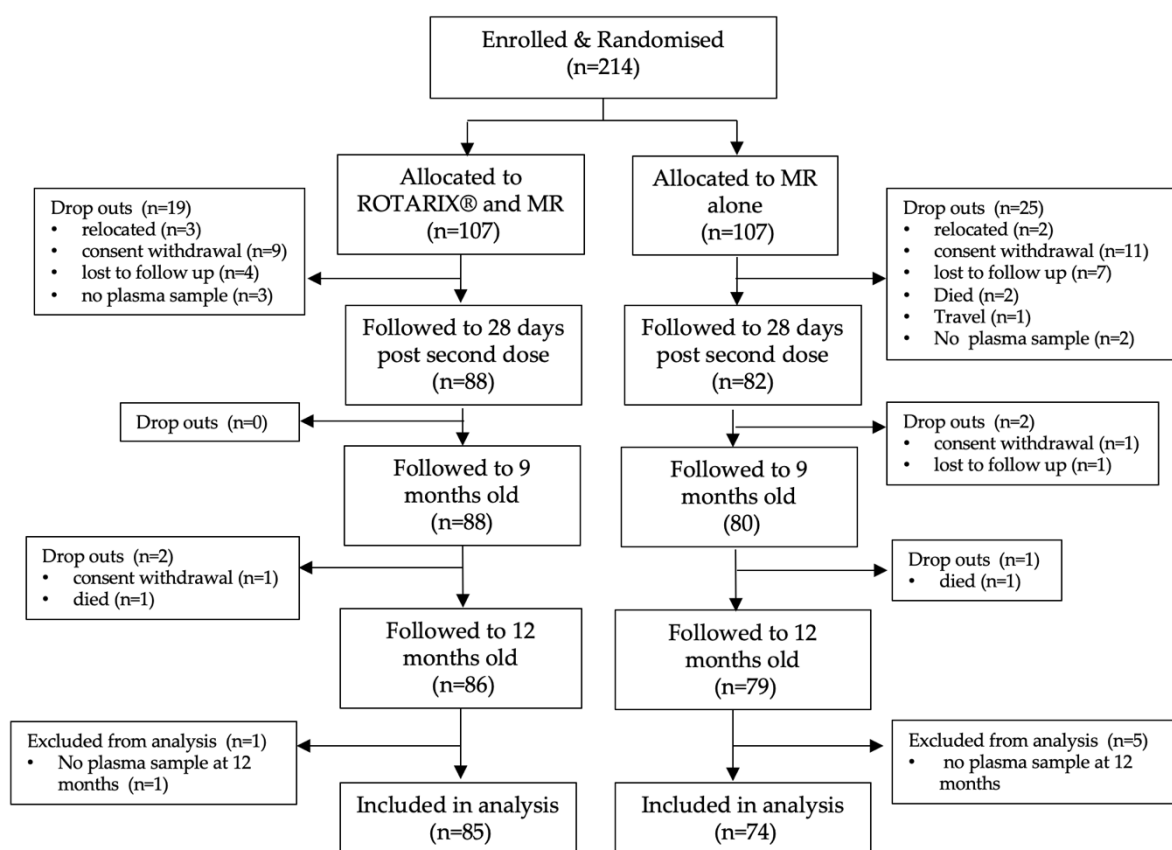 Enrolled & Randomised
(n=214)
Allocated to
ROTARIX® and MR
(n=107)
Allocated to MR
alone
(n=107)
Drop outs (n=19)
• relocated (n=3)
• consent withdrawal (n=9)
• lost to follow up (n=4)
• no plasma sample (n=3)
Drop outs (n=25)
• relocated (n=2)
• consent withdrawal (n=11)
• lost to follow up (n=7)
• Died (n=2)
• Travel (n=1)
• No plasma sample (n=2)
Followed to 28 days
post second dose
(n=88)
Followed to 28 days
post second dose
(n=82)
Drop outs (n=0)
Drop outs (n=2)
• consent withdrawal (n=1)
• lost to follow up (n=1)
Followed to 9
months old
(n=88)
Followed to 9
months old
(80)
Drop outs (n=2)
• consent withdrawal (n=1)
• died (n=1)
Drop outs (n=1)
• died (n=1)
Followed to 12
months old
(n=86)
Followed to 12
months old
(n=79)
Excluded from analysis (n=1)
• No plasma sample at 12
months (n=1)
Excluded from analysis (n=5)
• no plasma sample at 12
months
Included in analysis
(n=85)
Included in analysis
(n=74)